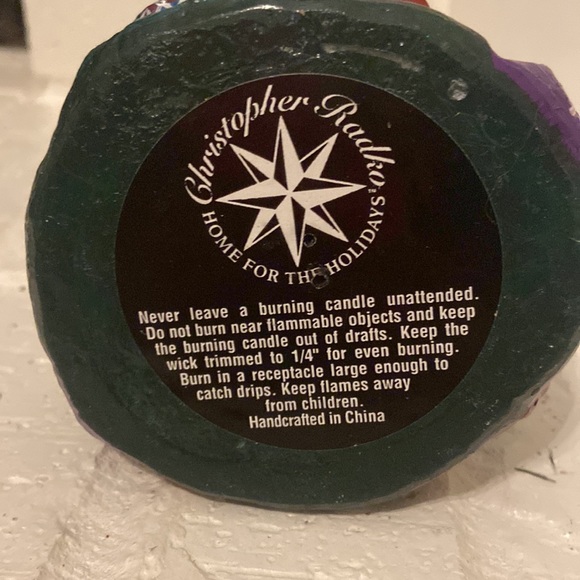 Christopher Radko™
HOME FOR THE HOLIDAYS
Never leave a burning candle unattended.
Do not burn near flammable objects and keep
the burning candle out of drafts. Keep the
wick trimmed to 1/4" for even burning.
Burn in a receptacle large enough to
catch drips. Keep flames away
from children.
Handcrafted in China